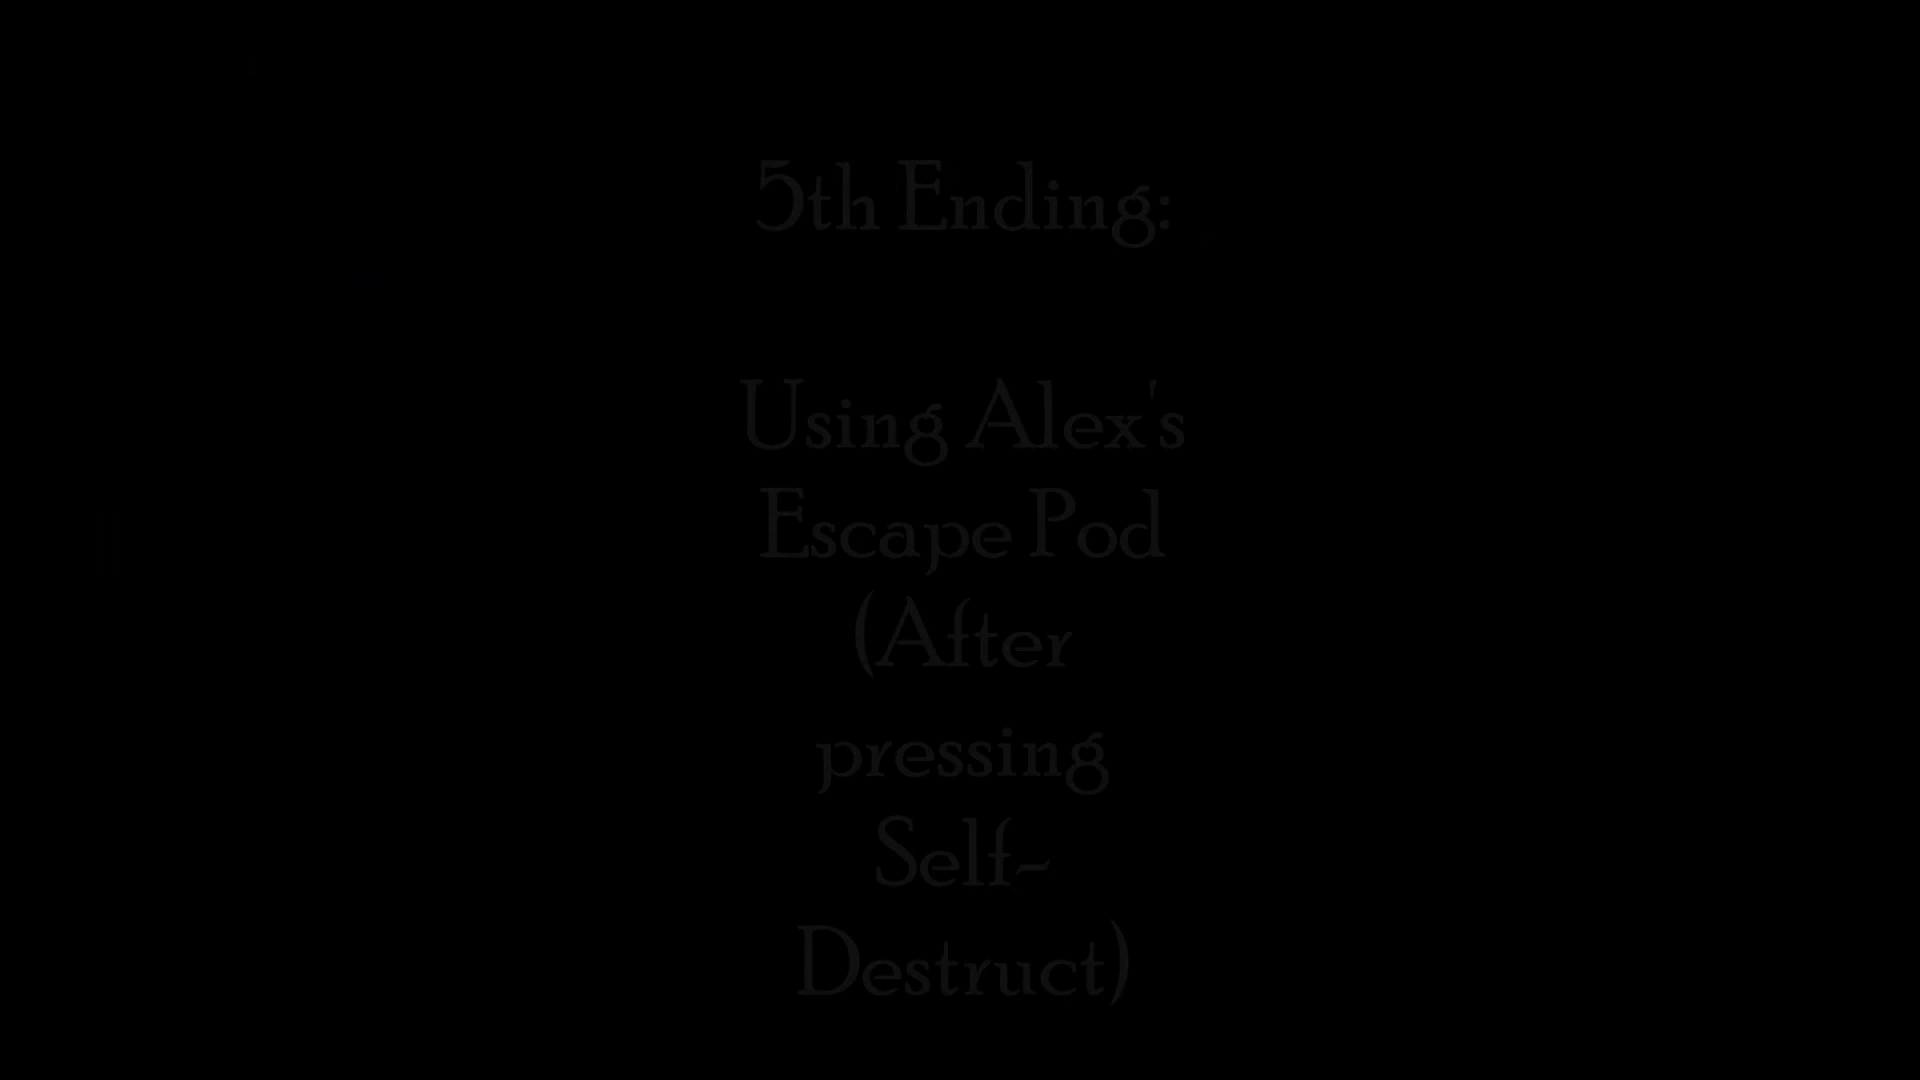 5th Ending:
Using Alex's
Escape Pod
(After
pressing
Self-
Destruct)